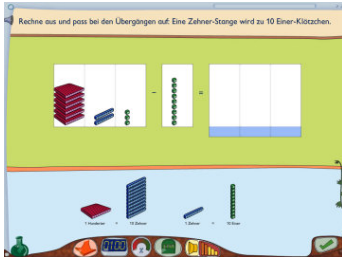 Rechne aus und pass bei den Übergängen auf: Eine Zehner-Stange wird zu 10 Einer-Klötzchen.
– =
1 Hunderter = 10 Zehner 1 Zehner = 10 Einer